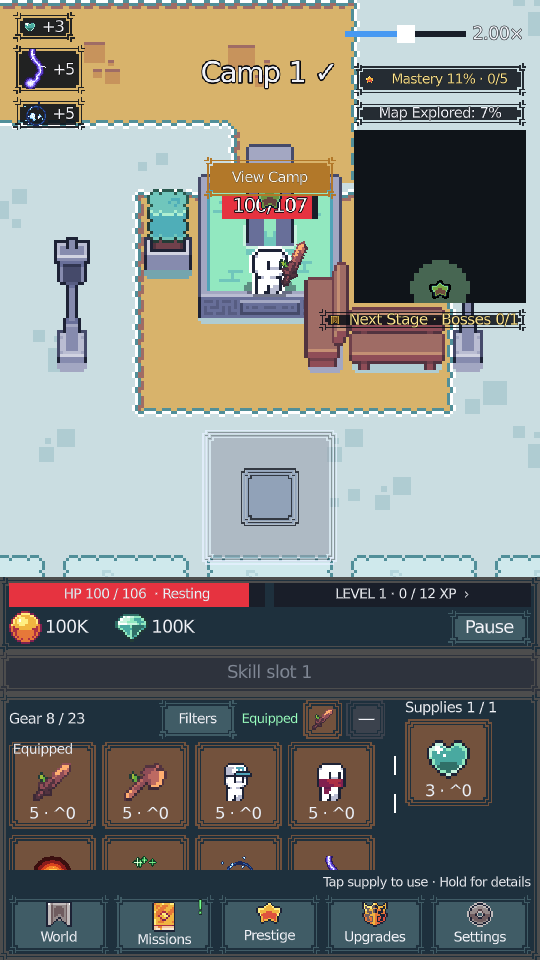 +3
2.00×
+5
Camp 1 ✓
Mastery 11% · 0/5
+5
Map Explored: 7%
View Camp
100/107
Next Stage · Bosses 0/1
HP 100 / 106 · Resting
LEVEL 1 · 0 / 12 XP ›
100K
100K
Pause
Skill slot 1
Gear 8 / 23
Filters
Equipped
—
Supplies 1 / 1
Equipped
5 · ^0
5 · ^0
5 · ^0
5 · ^0
3 · ^0
Tap supply to use · Hold for details
World
Missions
!
Prestige
Upgrades
Settings